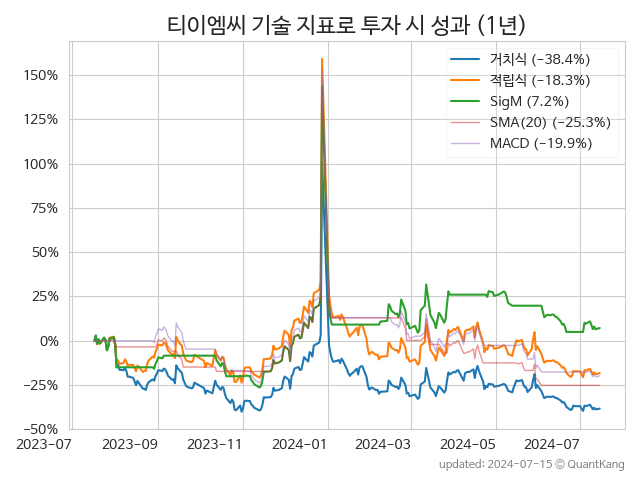 티이엠씨 기술 지표로 투자 시 성과 (1년)
거치식 (−38.4%)
적립식 (−18.3%)
SigM (7.2%)
SMA(20) (−25.3%)
MACD (−19.9%)
150%
125%
100%
75%
50%
25%
0%
−25%
−50%
2023-07
2023-09
2023-11
2024-01
2024-03
2024-05
2024-07
updated: 2024-07-15 © QuantKang